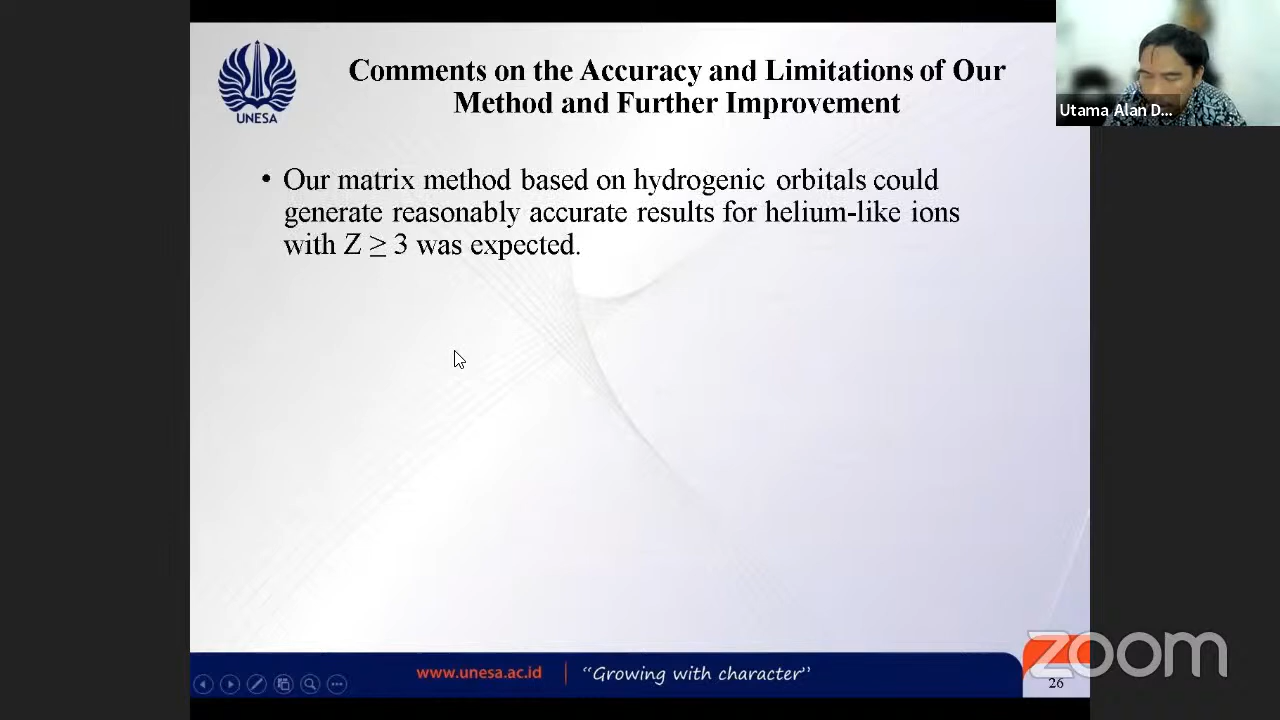 UNESA
Comments on the Accuracy and Limitations of Our
Method and Further Improvement
Utama Alan D...
• Our matrix method based on hydrogenic orbitals could
generate reasonably accurate results for helium-like ions
with Z ≥ 3 was expected.
www.unesa.ac.id
“Growing with character”
zoom
26